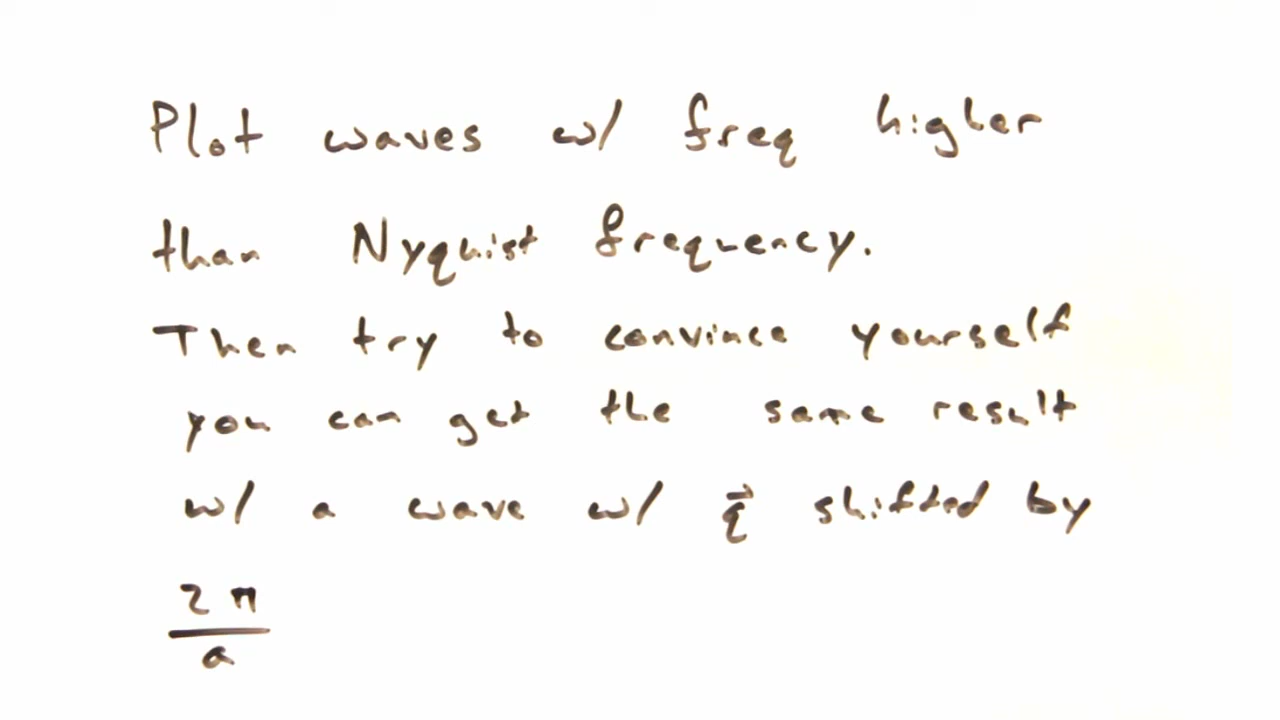 Plot waves w/ freq higher
than Nyquist frequency.
Then try to convince yourself
you can get the same result
w/ a wave w/ q⃗ shifted by
2π
a